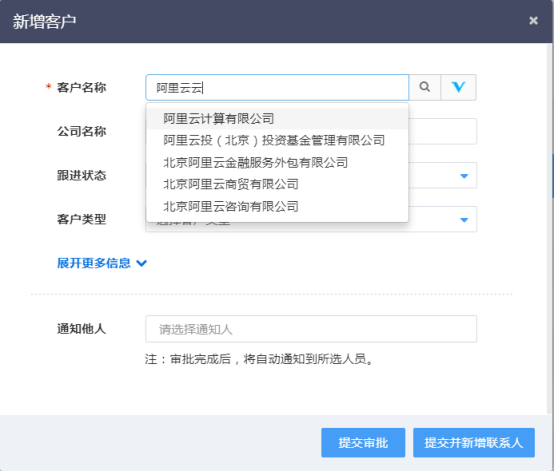 新增客户
* 客户名称
阿里云云
公司名称
阿里云计算有限公司
阿里云投（北京）投资基金管理有限公司
北京阿里云金融服务外包有限公司
北京阿里云商贸有限公司
北京阿里云咨询有限公司
跟进状态
客户类型
展开更多信息
通知他人
请选择通知人
注：审批完成后，将自动通知到所选人员。
提交审批
提交并新增联系人